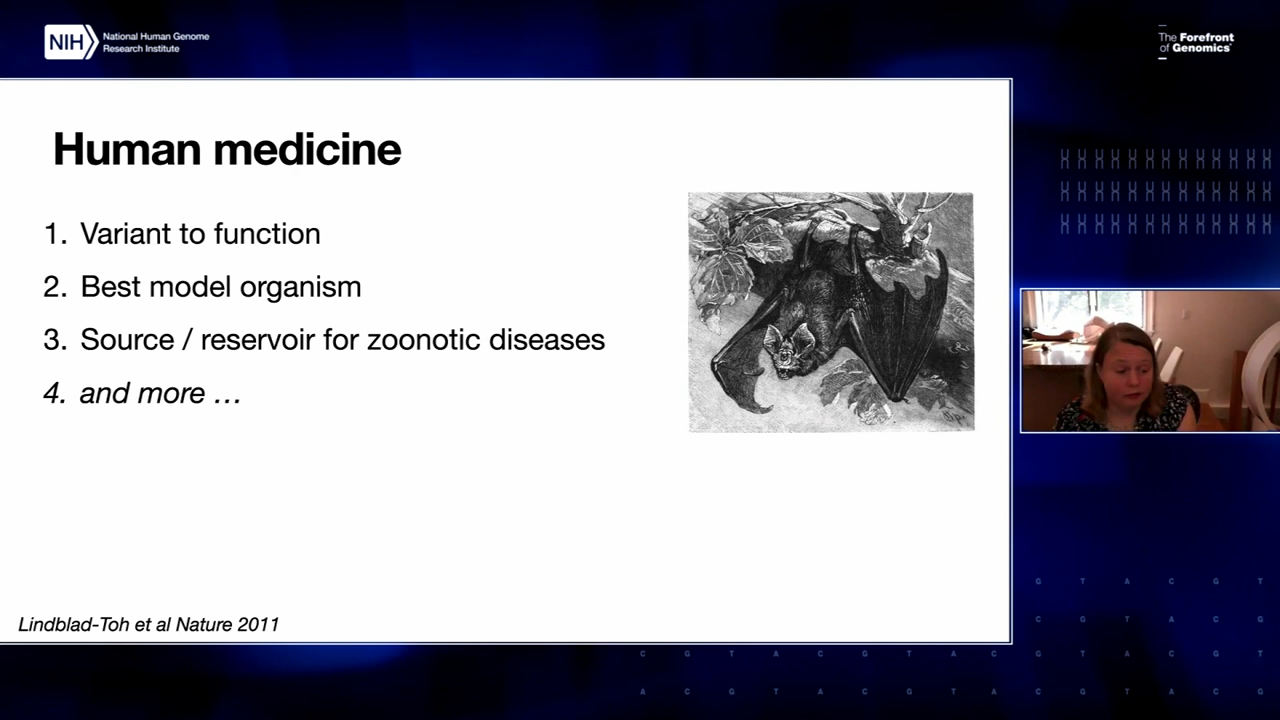 NIH
National Human Genome
Research Institute
The Forefront
of Genomics®
Human medicine
1. Variant to function
2. Best model organism
3. Source / reservoir for zoonotic diseases
4. and more …
Lindblad-Toh et al Nature 2011
G T A C G T
C G T A C G
C G T A C G T A C G T A C G T
A C G T A C G T A C G T A C G